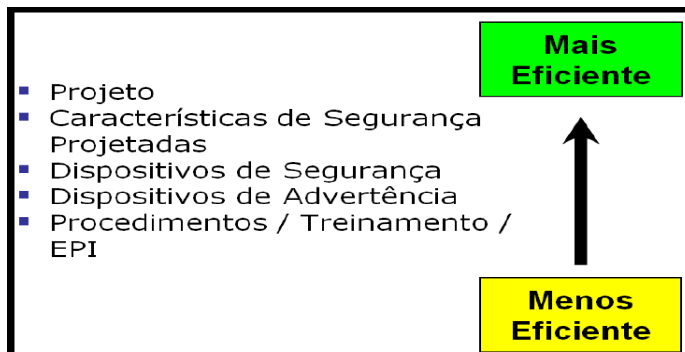 Mais
Eficiente
Projeto
Características de Segurança
Projetadas
Dispositivos de Segurança
Dispositivos de Advertência
Procedimentos / Treinamento /
EPI
Menos
Eficiente